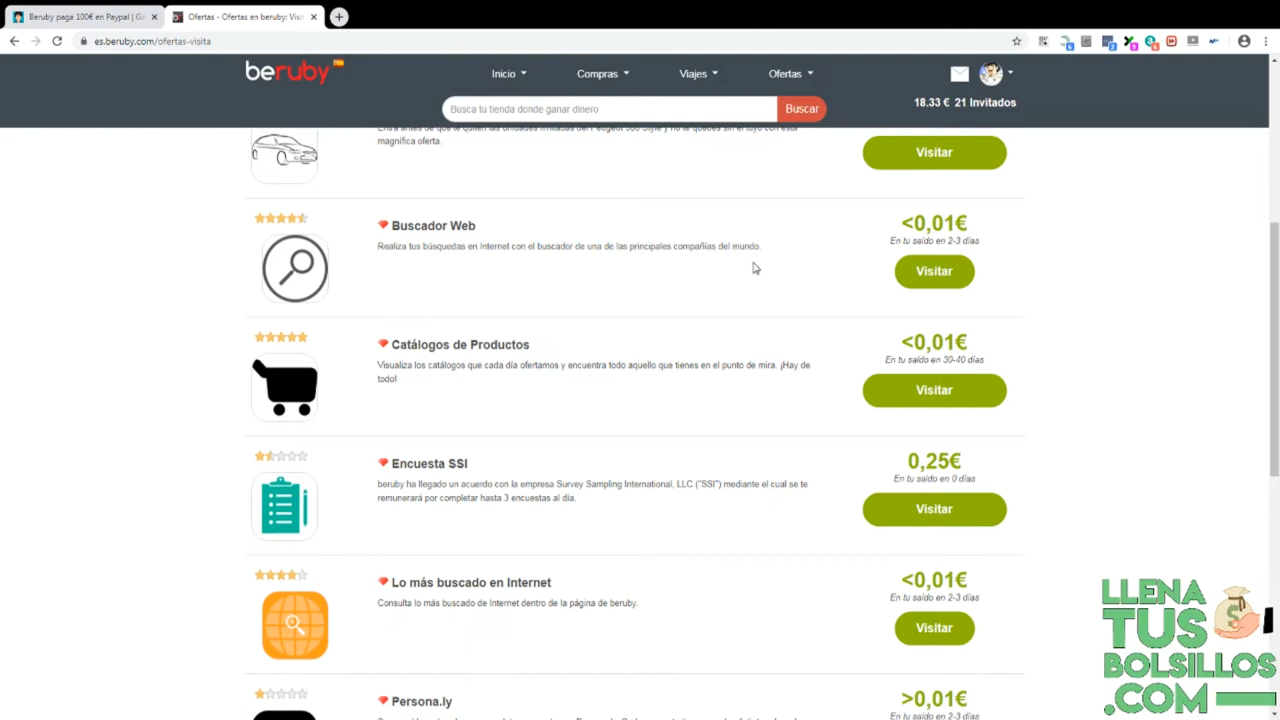 Beruby paga 100€ en Paypal | Ga
Ofertas - Ofertas en beruby: Visi
es.beruby.com/ofertas-visita
beruby
Inicio
Compras
Viajes
Ofertas
Busca tu tienda donde ganar dinero
Buscar
18.33 € 21 Invitados
Entra antes de que te quiten las unidades limitadas del Peugeot 308 Style y no te quedes sin el tuyo con esta
magnífica oferta.
Visitar
Buscador Web
Realiza tus búsquedas en Internet con el buscador de una de las principales compañías del mundo.
<0,01€
En tu saldo en 2-3 días
Visitar
Catálogos de Productos
Visualiza los catálogos que cada día ofertamos y encuentra todo aquello que tienes en el punto de mira. ¡Hay de
todo!
<0,01€
En tu saldo en 30-40 días
Visitar
Encuesta SSI
beruby ha llegado un acuerdo con la empresa Survey Sampling International, LLC ("SSI") mediante el cual se te
remunerará por completar hasta 3 encuestas al día.
0,25€
En tu saldo en 0 días
Visitar
Lo más buscado en Internet
Consulta lo más buscado de Internet dentro de la página de beruby.
<0,01€
En tu saldo en 2-3 días
Visitar
Persona.ly
>0,01€
En tu saldo en 2-3 días
LLENA
TUS
BOLSILLOS
.COM